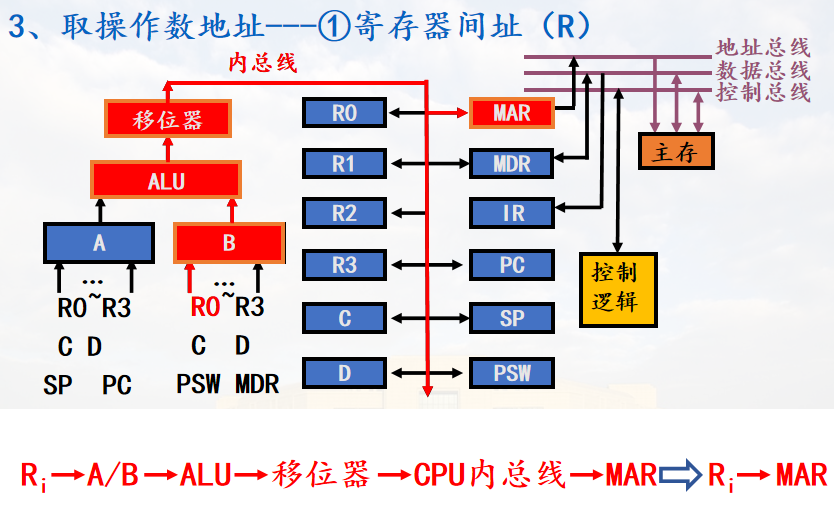 3、取操作数地址---①寄存器间址（R）
内总线
地址总线
数据总线
控制总线
移位器
R0
MAR
主存
ALU
R1
MDR
R2
IR
A
B
R3
PC
控制
逻辑
…
R0~R3
C D
SP PC
…
R0~R3
C D
PSW MDR
C
SP
D
PSW
Ri→A/B→ALU→移位器→CPU内总线→MAR⇨Ri→MAR